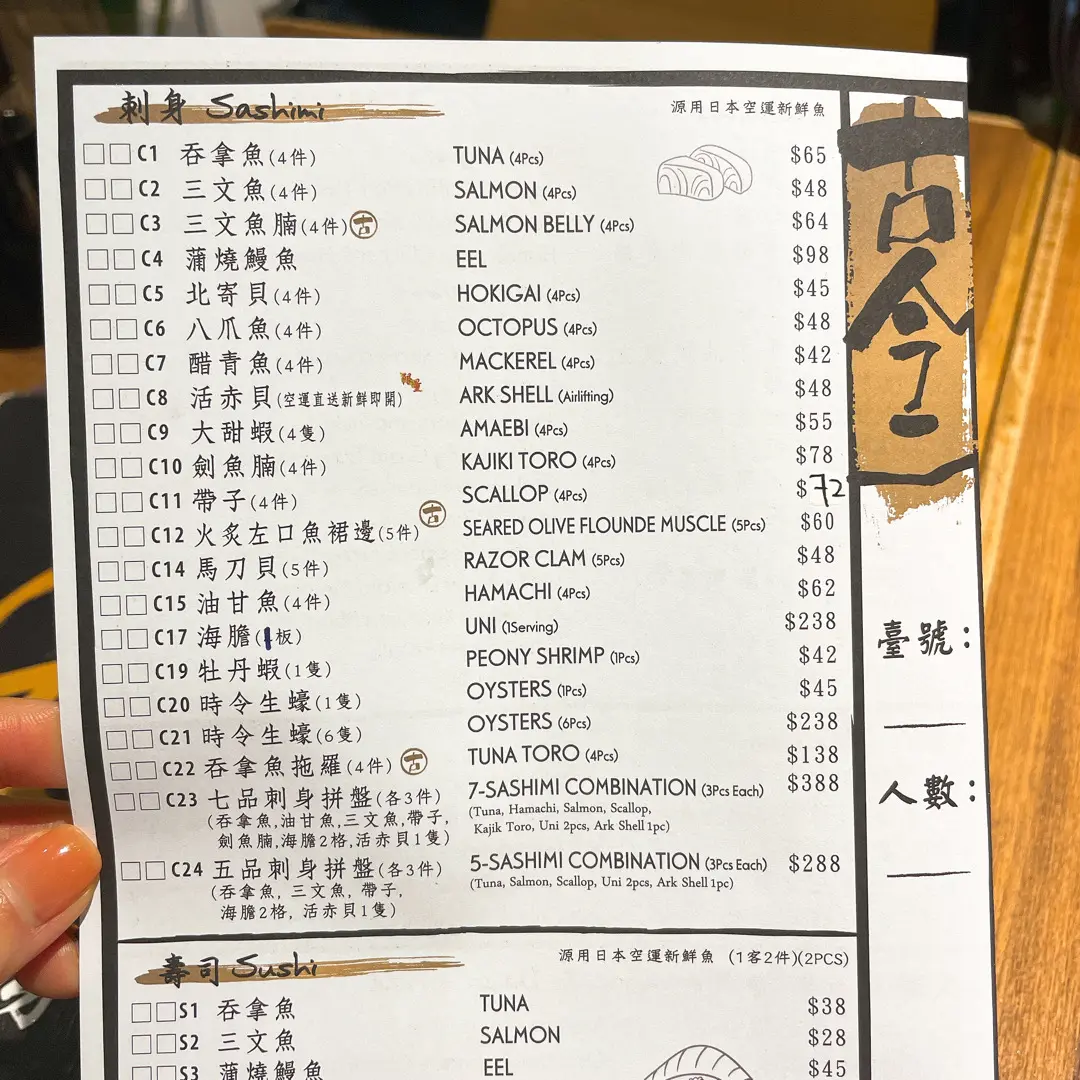 刺身 Sashimi 源用日本空運新鮮魚
C1 吞拿魚(4件) TUNA (4Pcs) $65
C2 三文魚(4件) SALMON (4Pcs) $48
C3 三文魚腩(4件) 古 SALMON BELLY (4Pcs) $64
C4 蒲燒鰻魚 EEL $98
C5 北寄貝(4件) HOKIGAI (4Pcs) $45
C6 八爪魚(4件) OCTOPUS (4Pcs) $48
C7 醋青魚(4件) MACKEREL (4Pcs) $42
C8 活赤貝(空運直送新鮮即開) ARK SHELL (Airlifting) $48
C9 大甜蝦(4隻) AMAEBI (4Pcs) $55
C10 劍魚腩(4件) KAJIKI TORO (4Pcs) $78
C11 帶子(4件) SCALLOP (4Pcs) $72
C12 火炙左口魚裙邊(5件) 古 SEARED OLIVE FLOUNDE MUSCLE (5Pcs) $60
C14 馬刀貝(5件) RAZOR CLAM (5Pcs) $48
C15 油甘魚(4件) HAMACHI (4Pcs) $62
C17 海膽(板) UNI (1Serving) $238
C19 牡丹蝦(1隻) PEONY SHRIMP (1Pcs) $42
C20 時令生蠔(1隻) OYSTERS (1Pcs) $45
C21 時令生蠔(6隻) OYSTERS (6Pcs) $238
C22 吞拿魚拖羅(4件) 古 TUNA TORO (4Pcs) $138
C23 七品刺身拼盤(各3件) 7-SASHIMI COMBINATION (3Pcs Each) $388
(吞拿魚,油甘魚,三文魚,帶子, (Tuna, Hamachi, Salmon, Scallop,
劍魚腩,海膽2格,活赤貝1隻) Kajik Toro, Uni 2pcs, Ark Shell 1pc)
C24 五品刺身拼盤(各3件) 5-SASHIMI COMBINATION (3Pcs Each) $288
(吞拿魚, 三文魚, 帶子, (Tuna, Salmon, Scallop, Uni 2pcs, Ark Shell 1pc)
海膽2格, 活赤貝1隻)
壽司 Sushi 源用日本空運新鮮魚 (1客2件)(2PCS)
S1 吞拿魚 TUNA $38
S2 三文魚 SALMON $28
S3 蒲燒鰻魚 EEL $45
古今二
臺號:
人數: